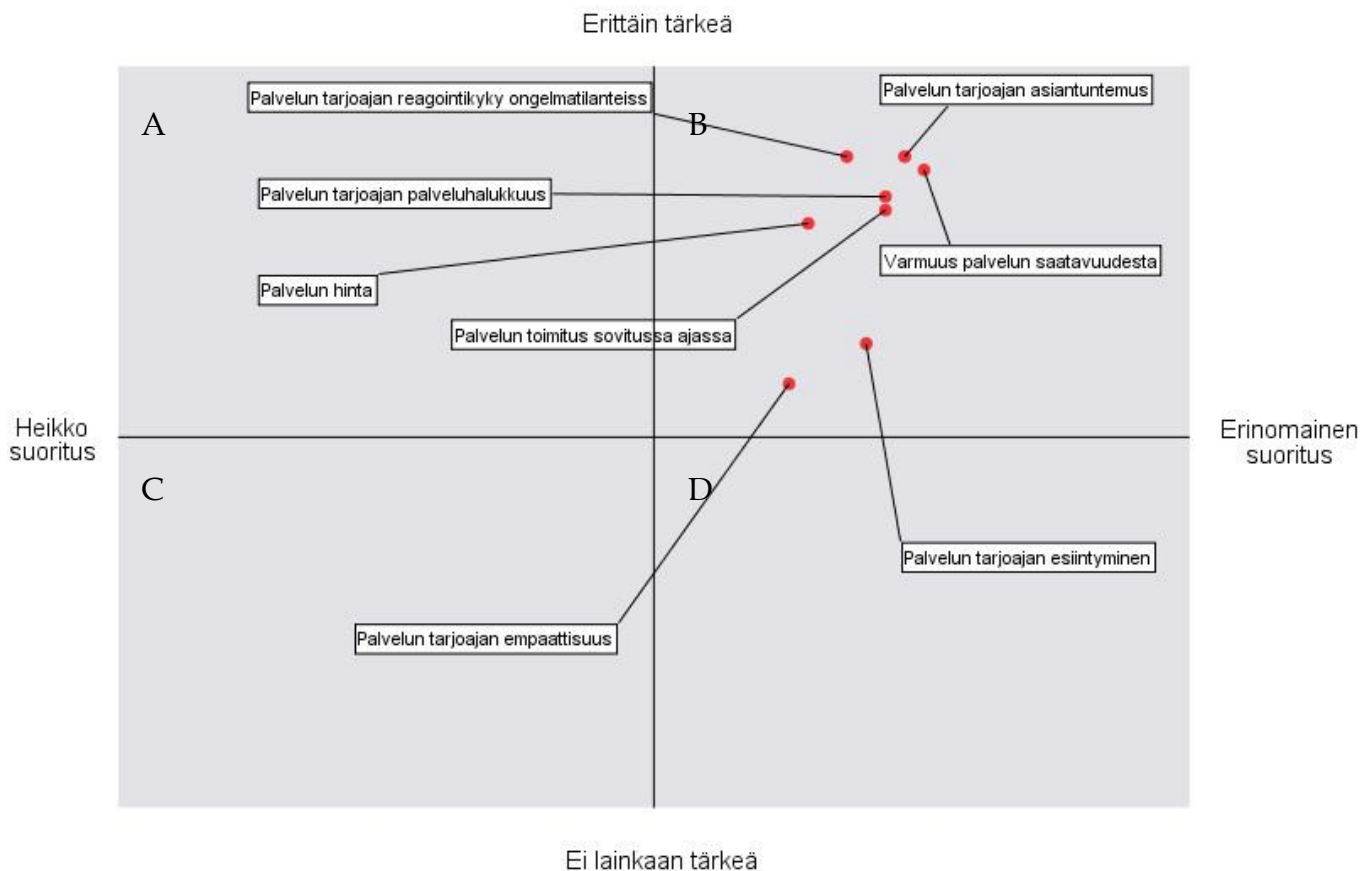 Erittäin tärkeä
Palvelun tarjoajan reagointikyky ongelmatilanteiss
Palvelun tarjoajan asiantuntemus
A
B
Palvelun tarjoajan palveluhalukkuus
Varmuus palvelun saatavuudesta
Palvelun hinta
Palvelun toimitus sovitussa ajassa
Heikko
suoritus
Erinomainen
suoritus
C
D
Palvelun tarjoajan esiintyminen
Palvelun tarjoajan empaattisuus
Ei lainkaan tärkeä